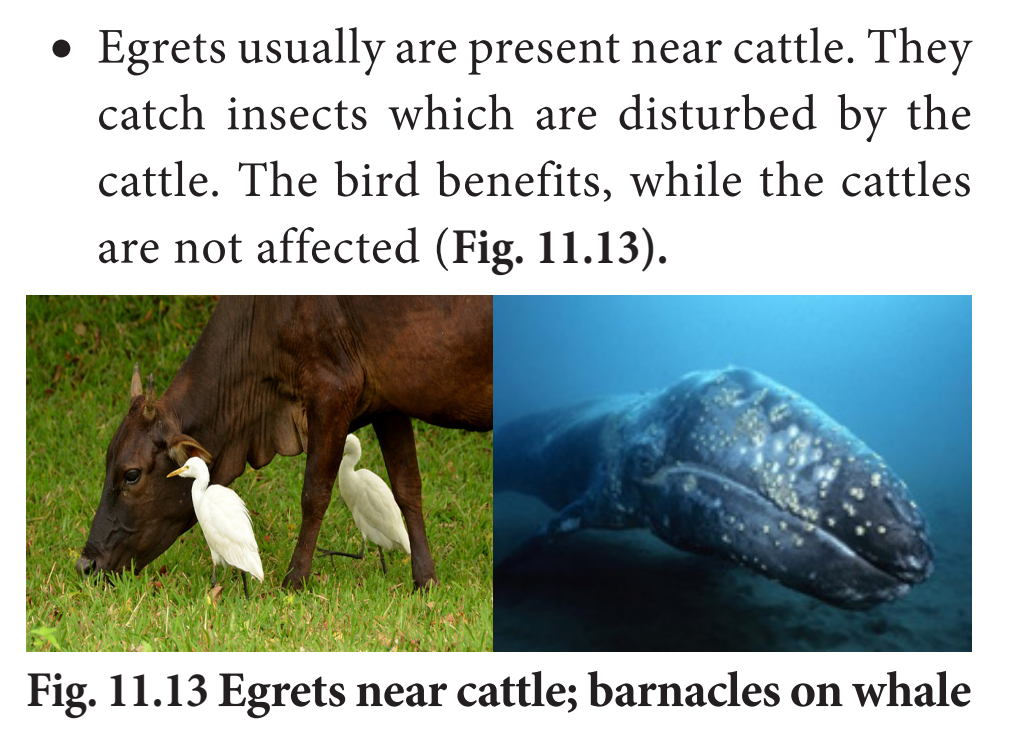 • Egrets usually are present near cattle. They
catch insects which are disturbed by the
cattle. The bird benefits, while the cattles
are not affected (Fig. 11.13).
Fig. 11.13 Egrets near cattle; barnacles on whale